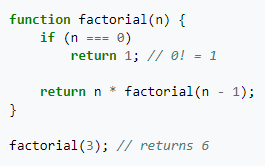 function factorial(n) {
    if (n === 0)
        return 1; // 0! = 1

    return n * factorial(n - 1);
}

factorial(3); // returns 6